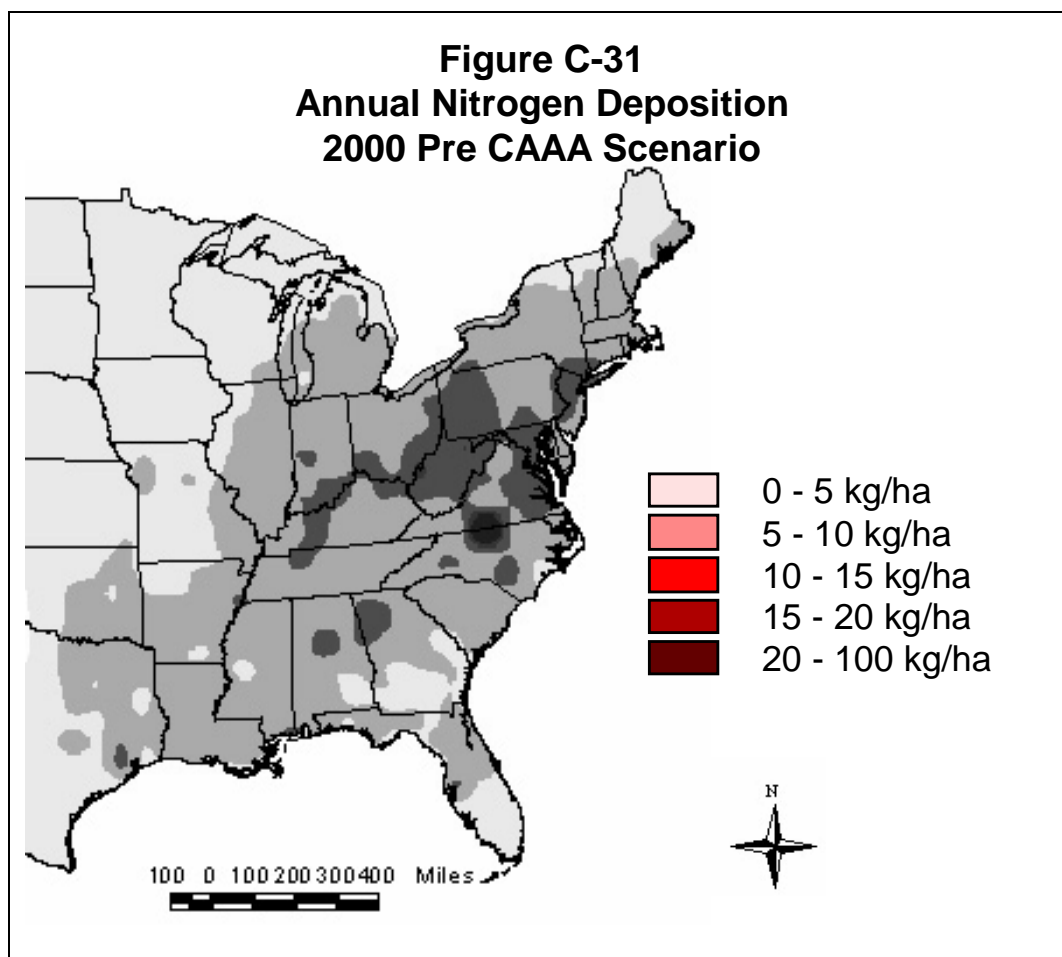 Figure C-31
Annual Nitrogen Deposition
2000 Pre CAAA Scenario
0 - 5 kg/ha
5 - 10 kg/ha
10 - 15 kg/ha
15 - 20 kg/ha
20 - 100 kg/ha
N
100 0 100 200 300 400 Miles